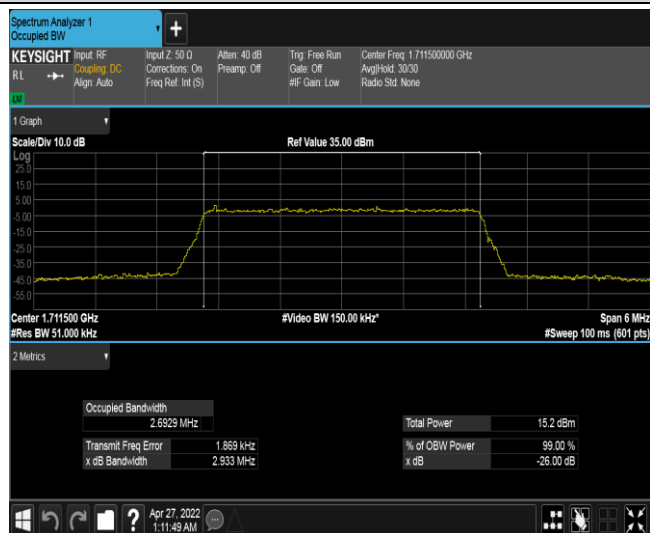 Spectrum Analyzer 1
Occupied BW
KEYSIGHT
RL
Input: RF
Coupling: DC
Align: Auto
Input Z: 50 Ω
Corrections: On
Freq Ref: Int (S)
Atten: 40 dB
Preamp: Off
Trig: Free Run
Gate: Off
#IF Gain: Low
Center Freq: 1.711500000 GHz
Avg|Hold: 30/30
Radio Std: None
1 Graph
Scale/Div 10.0 dB
Ref Value 35.00 dBm
Log
25.0
15.0
5.00
-5.00
-15.0
-25.0
-35.0
-45.0
-55.0
Center 1.711500 GHz
#Video BW 150.00 kHz*
Span 6 MHz
#Res BW 51.000 kHz
#Sweep 100 ms (601 pts)
2 Metrics
Occupied Bandwidth
2.6929 MHz
Total Power 15.2 dBm
Transmit Freq Error 1.869 kHz
% of OBW Power 99.00 %
x dB Bandwidth 2.933 MHz
x dB -26.00 dB
?
Apr 27, 2022
1:11:49 AM